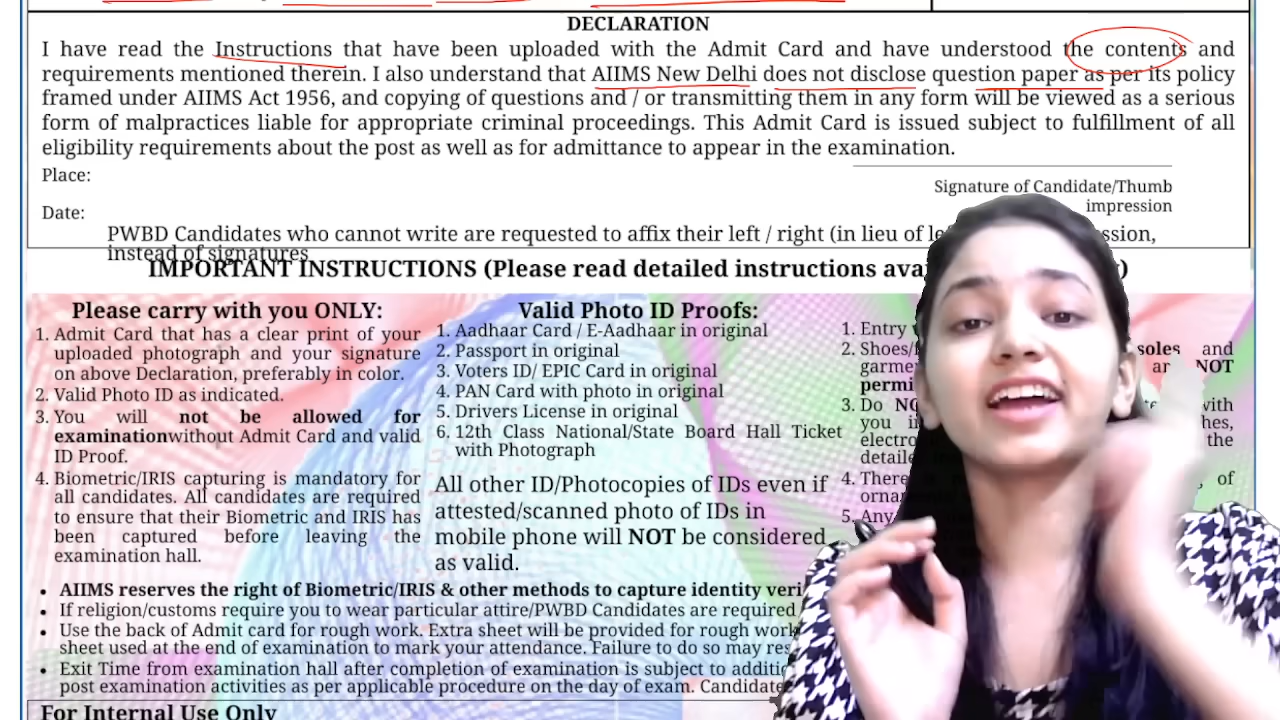 DECLARATION
I have read the Instructions that have been uploaded with the Admit Card and have understood the contents and
requirements mentioned therein. I also understand that AIIMS New Delhi does not disclose question paper as per its policy
framed under AIIMS Act 1956, and copying of questions and / or transmitting them in any form will be viewed as a serious
form of malpractices liable for appropriate criminal proceedings. This Admit Card is issued subject to fulfillment of all
eligibility requirements about the post as well as for admittance to appear in the examination.
Place:
Signature of Candidate/Thumb
impression
Date:
PWBD Candidates who cannot write are requested to affix their left / right (in lieu of
instead of signatures
IMPORTANT INSTRUCTIONS (Please read detailed instructions
Please carry with you ONLY:
1. Admit Card that has a clear print of your
uploaded photograph and your signature
on above Declaration, preferably in color.
2. Valid Photo ID as indicated.
3. You will not be allowed for
examinationwithout Admit Card and valid
ID Proof.
4. Biometric/IRIS capturing is mandatory for
all candidates. All candidates are required
to ensure that their Biometric and IRIS has
been captured before leaving the
examination hall.
Valid Photo ID Proofs:
1. Aadhaar Card / E-Aadhaar in original
2. Passport in original
3. Voters ID/ EPIC Card in original
4. PAN Card with photo in original
5. Drivers License in original
6. 12th Class National/State Board Hall Ticket
with Photograph
All other ID/Photocopies of IDs even if
attested/scanned photo of IDs in
mobile phone will NOT be considered
as valid.
1. Entry
2. Shoes/ soles and
NOT
3. Do with
you
the
4.
of
5. Any
• AIIMS reserves the right of Biometric/IRIS & other methods to capture identity
• If religion/customs require you to wear particular attire/PWBD Candidates are required
• Use the back of Admit card for rough work. Extra sheet will be provided for rough work
sheet used at the end of examination to mark your attendance. Failure to do so may
• Exit Time from examination hall after completion of examination is subject to
post examination activities as per applicable procedure on the day of exam.
For Internal Use Only